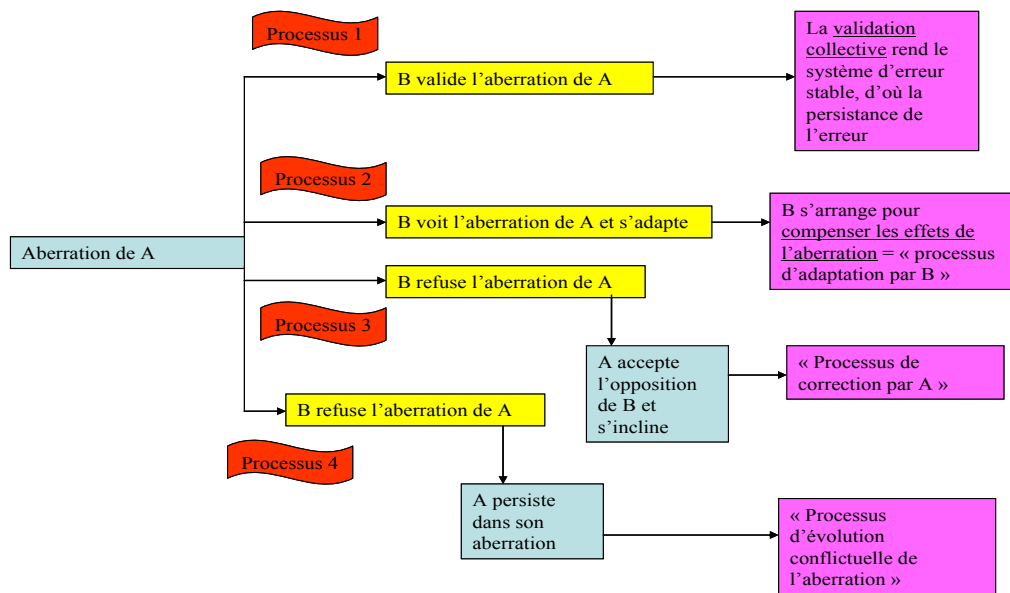 Processus 1
B valide l’aberration de A
La validation
collective rend le
système d’erreur
stable, d’où la
persistance de
l’erreur
Processus 2
B voit l’aberration de A et s’adapte
B s’arrange pour
compenser les effets de
l’aberration = « processus
d’adaptation par B »
Aberration de A
B refuse l’aberration de A
Processus 3
A accepte
l’opposition
de B et
s’incline
« Processus de
correction par A »
B refuse l’aberration de A
Processus 4
A persiste
dans son
aberration
« Processus
d’évolution
conflictuelle de
l’aberration »